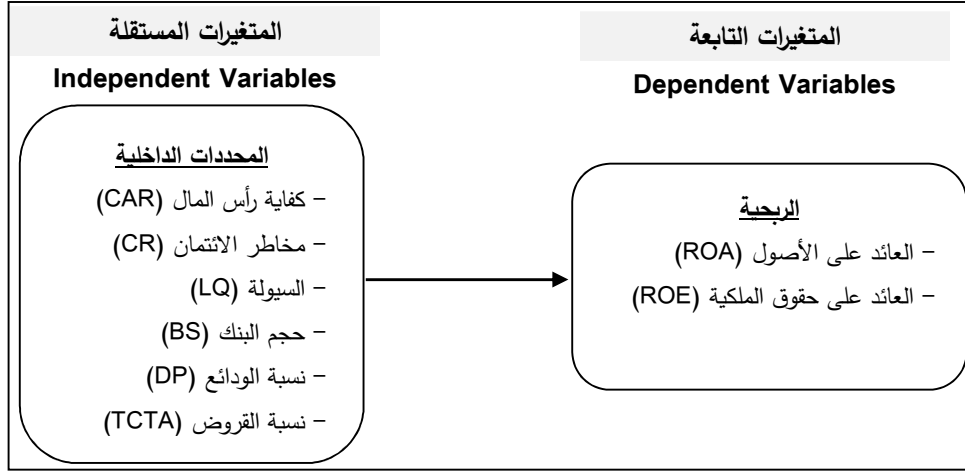 المتغيرات المستقلة
Independent Variables
المحددات الداخلية
- كفاية رأس المال (CAR)
- مخاطر الائتمان (CR)
- السيولة (LQ)
- حجم البنك (BS)
- نسبة الودائع (DP)
- نسبة القروض (TCTA)
المتغيرات التابعة
Dependent Variables
الربحية
- العائد على الأصول (ROA)
- العائد على حقوق الملكية (ROE)